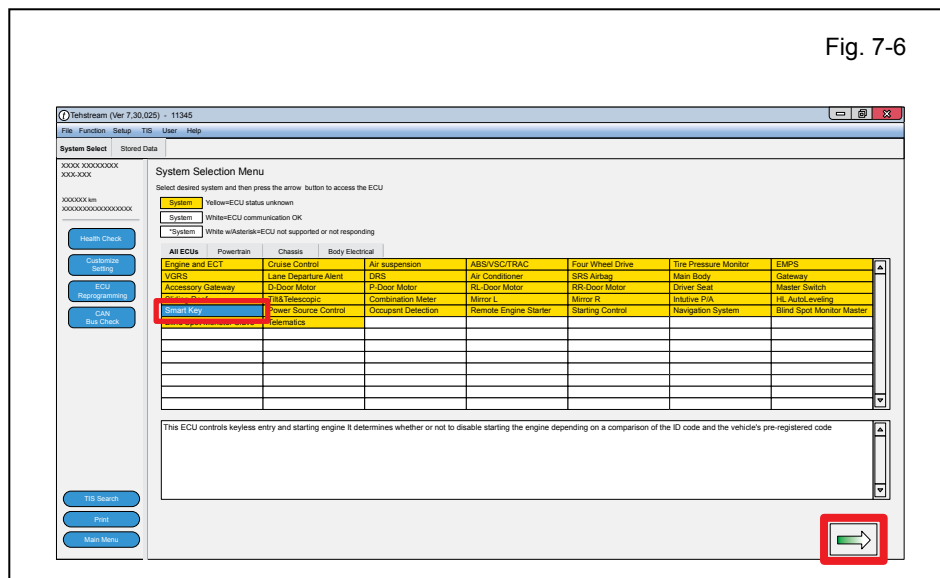 Fig. 7-6
Tehstream (Ver 7,30,025) - 11345
File Function Setup TIS User Help
System Select Stored Data
XXXX XXXXXXXX
XXX-XXX
XXXXXX km
XXXXXXXXXXXXXXXXX
Health Check
Customize
Setting
ECU
Reprogramming
CAN
Bus Check
TIS Search
Print
Main Menu
System Selection Menu
Select desired system and then press the arrow button to access the ECU
System Yellow=ECU status unknown
System White=ECU communication OK
*System White w/Asterisk=ECU not supported or not responding
All ECUs Powertrain Chassis Body Electrical
Engine and ECT Cruise Control Air suspension ABS/VSC/TRAC Four Wheel Drive Tire Pressure Monitor EMPS
VGRS Lane Departure Alent DRS Air Conditioner SRS Airbag Main Body Gateway
Accessory Gateway D-Door Motor P-Door Motor RL-Door Motor RR-Door Motor Driver Seat Master Switch
Sliding Roof Tilt&Telescopic Combination Meter Mirror L Mirror R Intutive P/A HL AutoLeveling
Smart Key Power Source Control Occupsnt Detection Remote Engine Starter Starting Control Navigation System Blind Spot Monitor Master
Blind Spot Monitor Telematics
This ECU controls keyless entry and starting engine It determines whether or not to disable starting the engine depending on a comparison of the ID code and the vehicle's pre-registered code